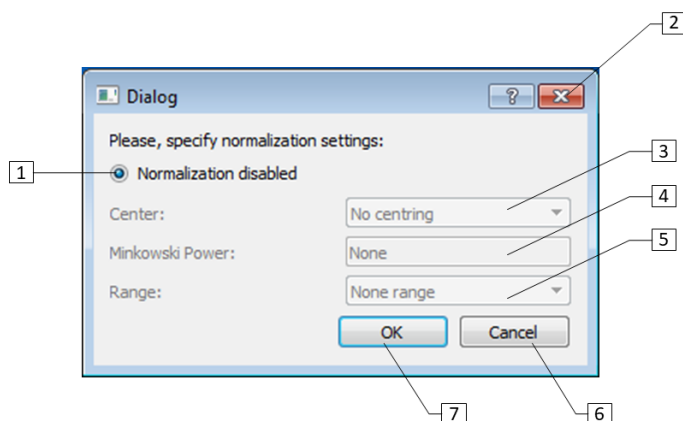 2
Dialog
?
Please, specify normalization settings:
1
Normalization disabled
3
Center:
No centring
4
Minkowski Power:
None
5
Range:
None range
OK
Cancel
7
6